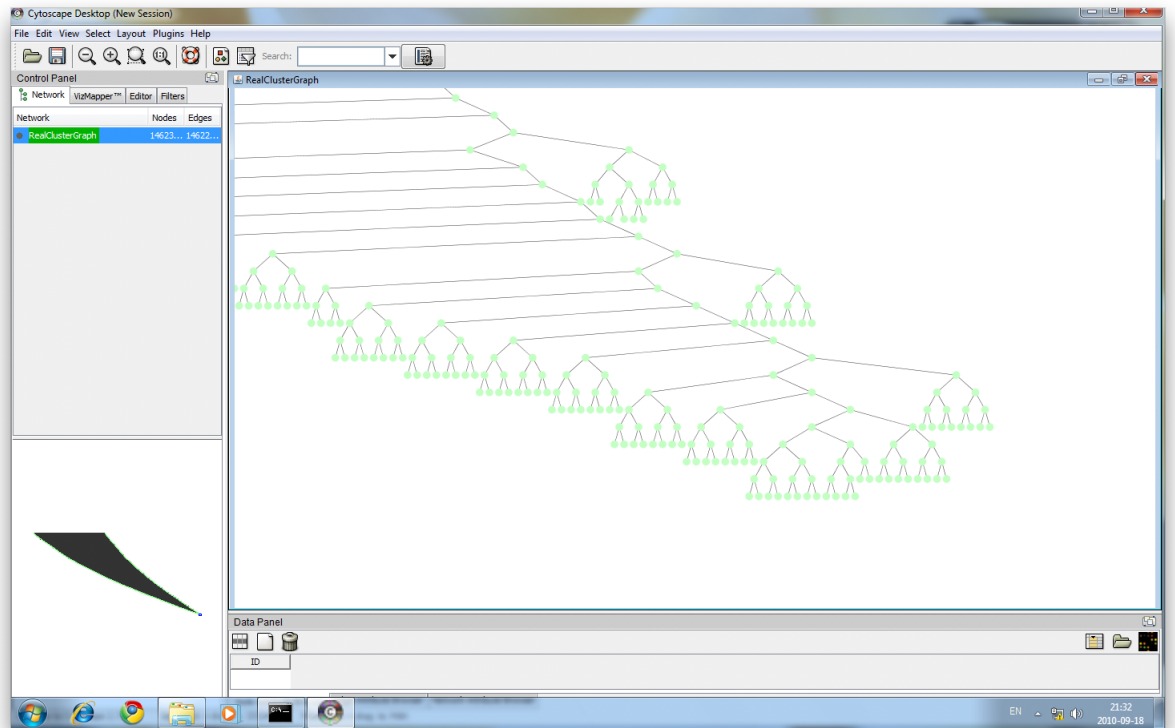 Cytoscape Desktop (New Session)
File Edit View Select Layout Plugins Help
Search:
Control Panel
Network VizMapper™ Editor Filters
Network Nodes Edges
RealClusterGraph 14623... 14622...
RealClusterGraph
Data Panel
ID
EN 21:32
2010-09-18